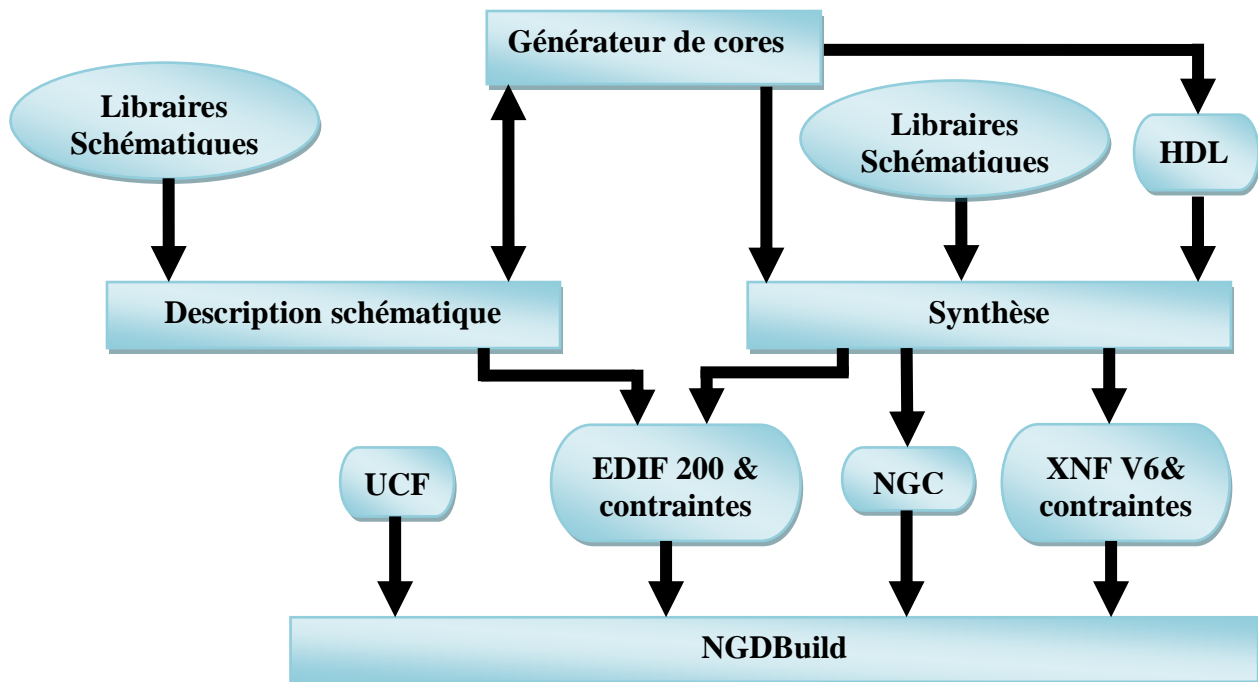 Générateur de cores
Libraires
Schématiques
Libraires
Schématiques
HDL
Description schématique
Synthèse
UCF
EDIF 200 &
contraintes
NGC
XNF V6&
contraintes
NGDBuild